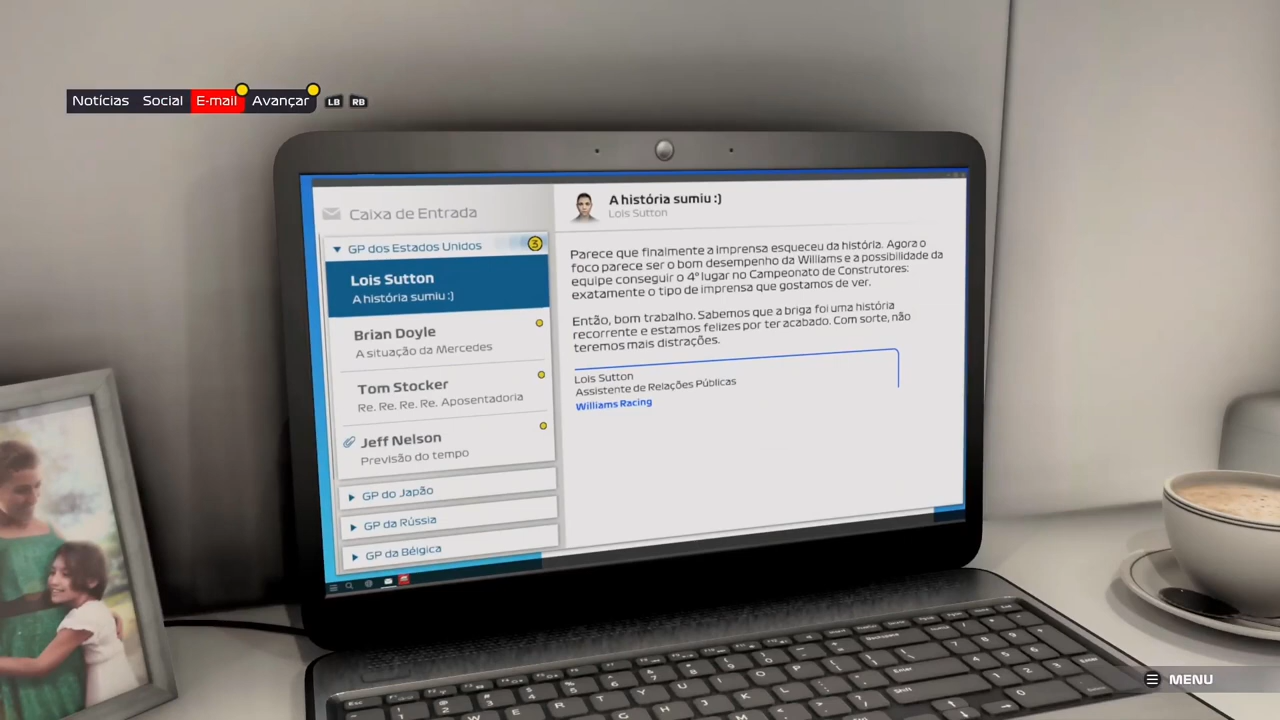 Notícias Social E-mail Avançar LB RB
Caixa de Entrada
GP dos Estados Unidos 3
Lois Sutton
A história sumiu :)
Brian Doyle
A situação da Mercedes
Tom Stocker
Re. Re. Re. Re. Aposentadoria
Jeff Nelson
Previsão do tempo
GP do Japão
GP da Rússia
GP da Bélgica
A história sumiu :)
Lois Sutton
Parece que finalmente a imprensa esqueceu da história. Agora o
foco parece ser o bom desempenho da Williams e a possibilidade da
equipe conseguir o 4º lugar no Campeonato de Construtores:
exatamente o tipo de imprensa que gostamos de ver.
Então, bom trabalho. Sabemos que a briga foi uma história
recorrente e estamos felizes por ter acabado. Com sorte, não
teremos mais distrações.
Lois Sutton
Assistente de Relações Públicas
Williams Racing
MENU